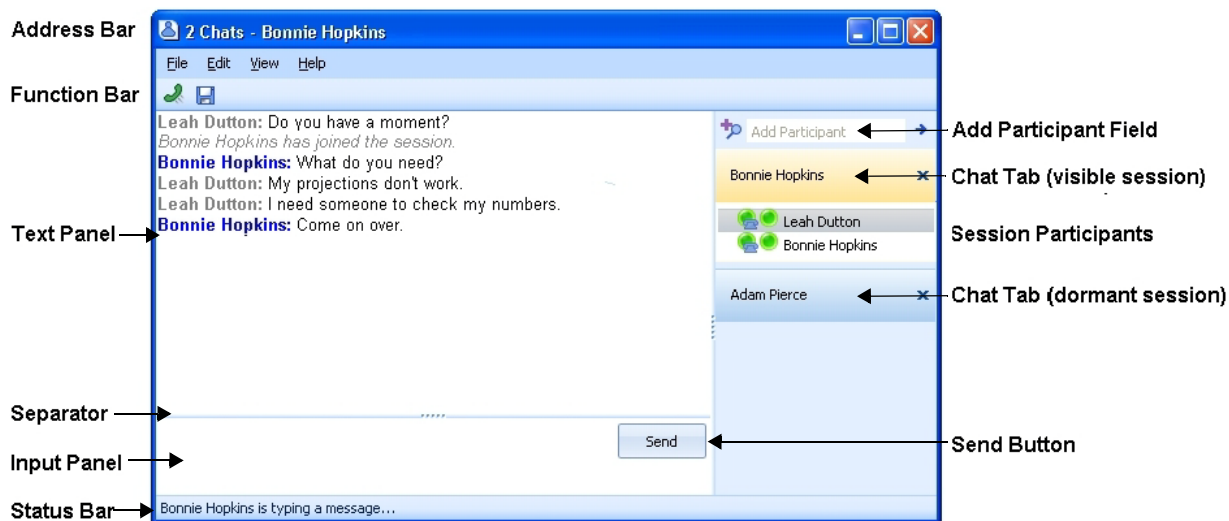 Address Bar
2 Chats - Bonnie Hopkins
File Edit View Help
Function Bar
Leah Dutton: Do you have a moment?
Bonnie Hopkins has joined the session.
Bonnie Hopkins: What do you need?
Leah Dutton: My projections don't work.
Leah Dutton: I need someone to check my numbers.
Bonnie Hopkins: Come on over.
Text Panel
Add Participant
Add Participant Field
Bonnie Hopkins
Chat Tab (visible session)
Leah Dutton
Bonnie Hopkins
Session Participants
Adam Pierce
Chat Tab (dormant session)
Separator
Send
Send Button
Input Panel
Status Bar
Bonnie Hopkins is typing a message...